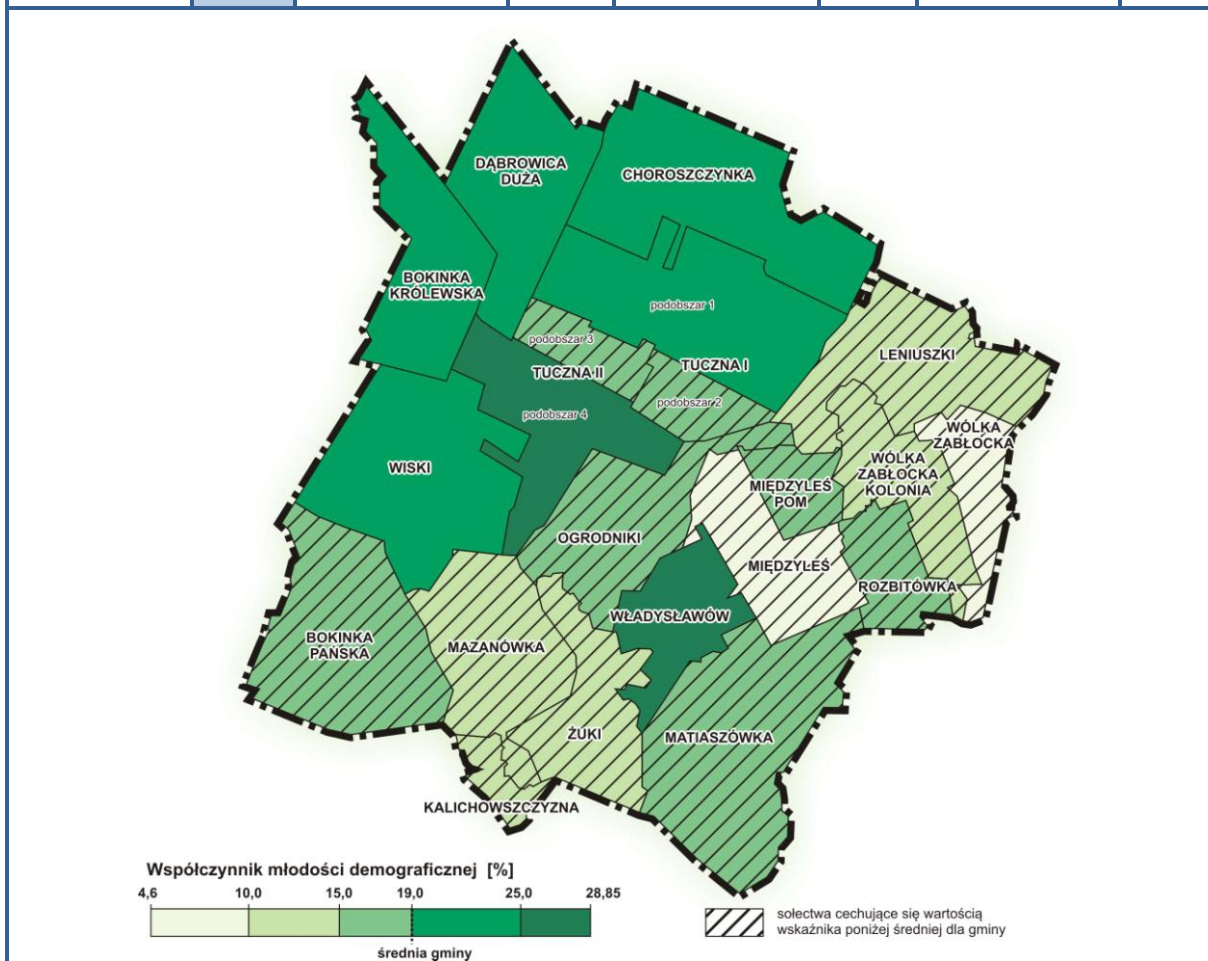 DĄBROWICA
DUŻA
CHOROSZCZYNKA
BOKINKA
KRÓLEWSKA
podobszar 1
podobszar 3
TUCZNA II
TUCZNA I
podobszar 2
LENIUSZKI
podobszar 4
WÓLKA
ZABŁOCKA
WISKI
WÓLKA
ZABŁOCKA
KOLONIA
MIĘDZYLEŚ
POM
OGRODNIKI
MIĘDZYLEŚ
ROZBITÓWKA
WŁADYSŁAWÓW
BOKINKA
PAŃSKA
MAZANÓWKA
ŻUKI
MATIASZÓWKA
KALICHOWSZCZYZNA
Współczynnik młodości demograficznej [%]
4,6 10,0 15,0 19,0 25,0 28,85
średnia gminy
sołectwa cechujące się wartością
wskaźnika poniżej średniej dla gminy